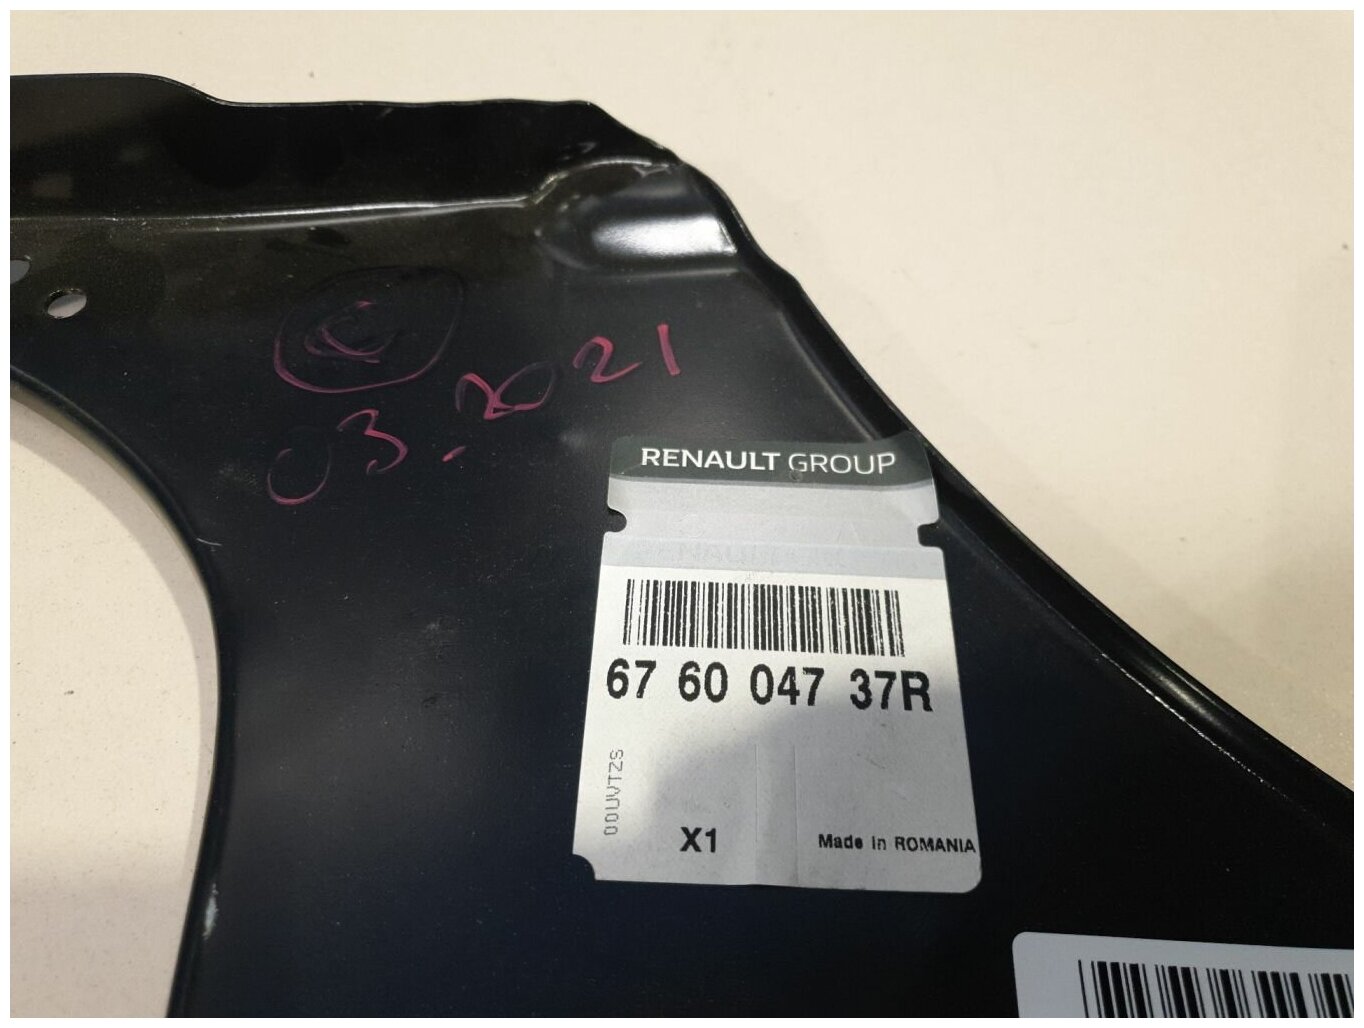 C
03.2021
RENAULT GROUP
67 60 047 37R
00UVTZS
X1
Made in ROMANIA